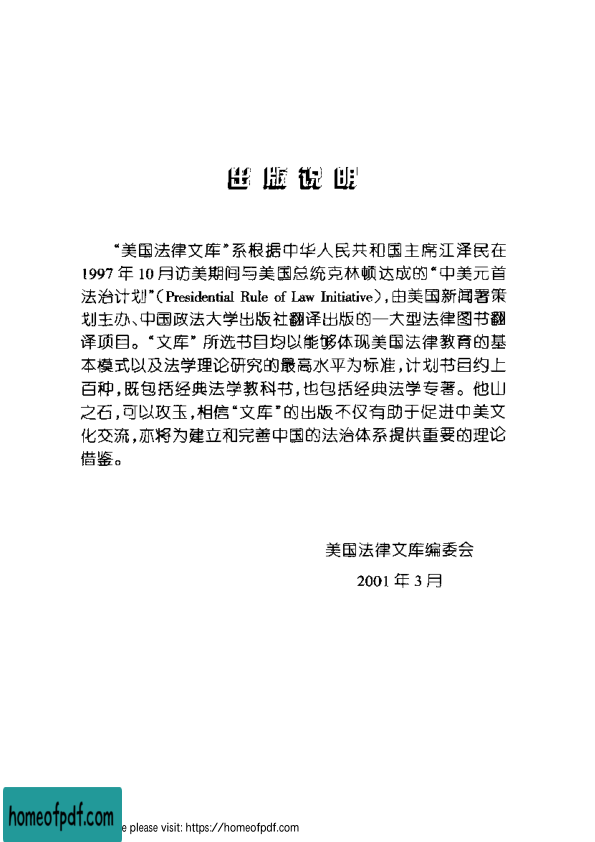 出版说明
“美国法律文库”系根据中华人民共和国主席江泽民在
1997 年 10 月访美期间与美国总统克林顿达成的“中美元首
法治计划”（Presidential Rule of Law Initiative），由美国新闻署策
划主办、中国政法大学出版社翻译出版的一大型法律图书翻
译项目。“文库” 所选书目均以能够体现美国法律教育的基
本模式以及法学理论研究的最高水平为标准，计划书目约上
百种，既包括经典法学教科书，也包括经典法学专著。他山
之石，可以攻玉，相信“文库”的出版不仅有助于促进中美文
化交流，亦将为建立和完善中国的法治体系提供重要的理论
借鉴。
美国法律文库编委会
2001 年 3 月
homeofpdf.com
please visit: https://homeofpdf.com